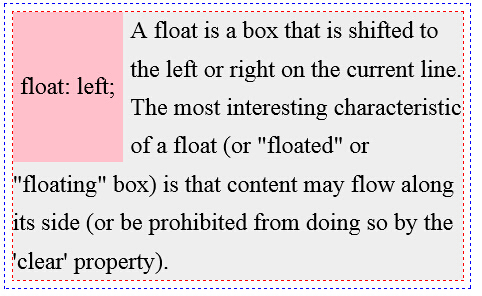 float: left;
A float is a box that is shifted to
the left or right on the current line.
The most interesting characteristic
of a float (or "floated" or
"floating" box) is that content may flow along
its side (or be prohibited from doing so by the
'clear' property).